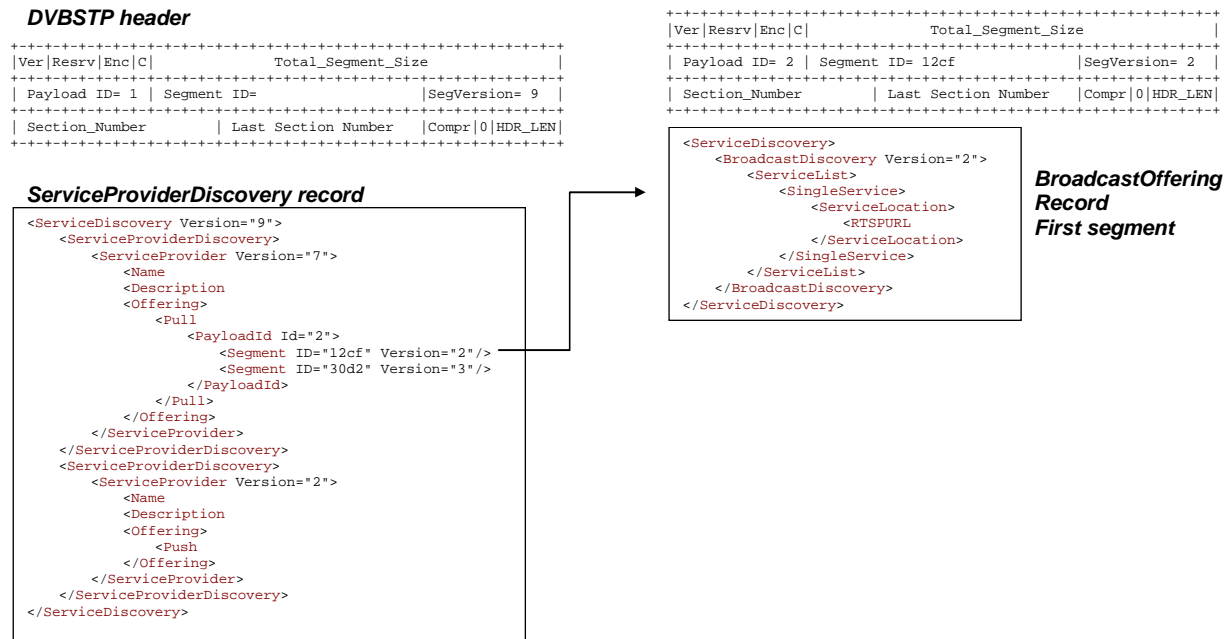 DVBSTP header
+-+-+-+-+-+-+-+-+-+-+-+-+-+-+-+-+-+-+-+-+-+-+-+-+-+-+-+-+-+-+-+-+
|Ver|Resrv|Enc|C| Total_Segment_Size |
+-+-+-+-+-+-+-+-+-+-+-+-+-+-+-+-+-+-+-+-+-+-+-+-+-+-+-+-+-+-+-+-+
| Payload ID= 1 | Segment ID= |SegVersion= 9 |
+-+-+-+-+-+-+-+-+-+-+-+-+-+-+-+-+-+-+-+-+-+-+-+-+-+-+-+-+-+-+-+-+
| Section_Number | Last Section Number |Compr|0|HDR_LEN|
+-+-+-+-+-+-+-+-+-+-+-+-+-+-+-+-+-+-+-+-+-+-+-+-+-+-+-+-+-+-+-+-+
ServiceProviderDiscovery record
<ServiceDiscovery Version="9">
<ServiceProviderDiscovery>
<ServiceProvider Version="7">
<Name
<Description
<Offering>
<Pull
<PayloadId Id="2">
<Segment ID="12cf" Version="2"/>
<Segment ID="30d2" Version="3"/>
</PayloadId>
</Pull>
</Offering>
</ServiceProvider>
</ServiceProviderDiscovery>
<ServiceProviderDiscovery>
<ServiceProvider Version="2">
<Name
<Description
<Offering>
<Push
</Offering>
</ServiceProvider>
</ServiceProviderDiscovery>
</ServiceDiscovery>
+-+-+-+-+-+-+-+-+-+-+-+-+-+-+-+-+-+-+-+-+-+-+-+-+-+-+-+-+-+-+-+-+
|Ver|Resrv|Enc|C| Total_Segment_Size |
+-+-+-+-+-+-+-+-+-+-+-+-+-+-+-+-+-+-+-+-+-+-+-+-+-+-+-+-+-+-+-+-+
| Payload ID= 2 | Segment ID= 12cf |SegVersion= 2 |
+-+-+-+-+-+-+-+-+-+-+-+-+-+-+-+-+-+-+-+-+-+-+-+-+-+-+-+-+-+-+-+-+
| Section_Number | Last Section Number |Compr|0|HDR_LEN|
+-+-+-+-+-+-+-+-+-+-+-+-+-+-+-+-+-+-+-+-+-+-+-+-+-+-+-+-+-+-+-+-+
<ServiceDiscovery>
<BroadcastDiscovery Version="2">
<ServiceList>
<SingleService>
<ServiceLocation>
<RTSPURL
</ServiceLocation>
</SingleService>
</ServiceList>
</BroadcastDiscovery>
</ServiceDiscovery>
BroadcastOffering
Record
First segment